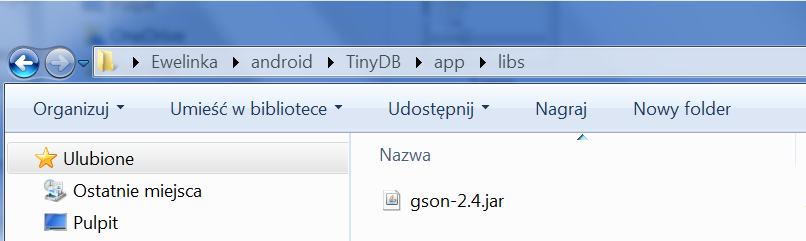 OneDrive
Ewelinka android TinyDB app libs
Organizuj Umieść w bibliotece Udostępnij Nagraj Nowy folder
Ulubione
Nazwa
Ostatnie miejsca
gson-2.4.jar
Pulpit